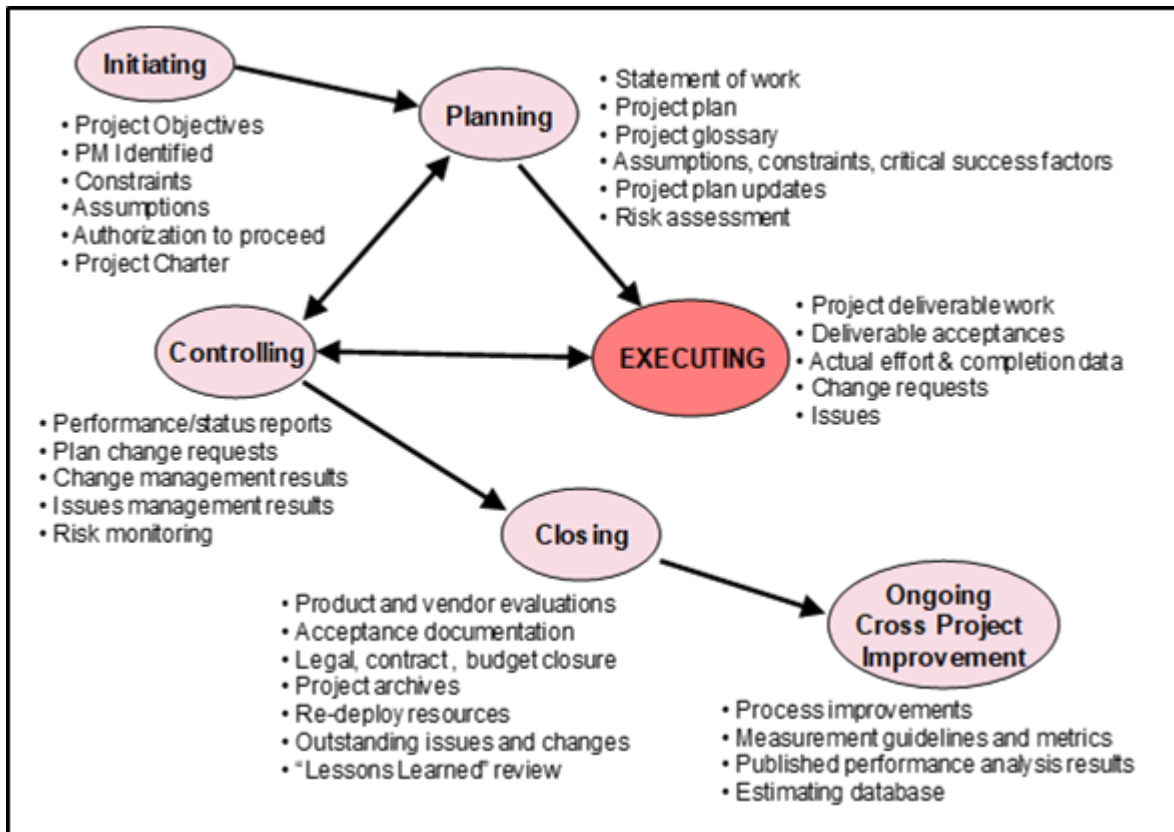 Initiating
• Project Objectives
• PM Identified
• Constraints
• Assumptions
• Authorization to proceed
• Project Charter
Planning
• Statement of work
• Project plan
• Project glossary
• Assumptions, constraints, critical success factors
• Project plan updates
• Risk assessment
Controlling
• Performance/status reports
• Plan change requests
• Change management results
• Issues management results
• Risk monitoring
EXECUTING
• Project deliverable work
• Deliverable acceptances
• Actual effort & completion data
• Change requests
• Issues
Closing
• Product and vendor evaluations
• Acceptance documentation
• Legal, contract , budget closure
• Project archives
• Re-deploy resources
• Outstanding issues and changes
• “Lessons Learned” review
Ongoing
Cross Project
Improvement
• Process improvements
• Measurement guidelines and metrics
• Published performance analysis results
• Estimating database